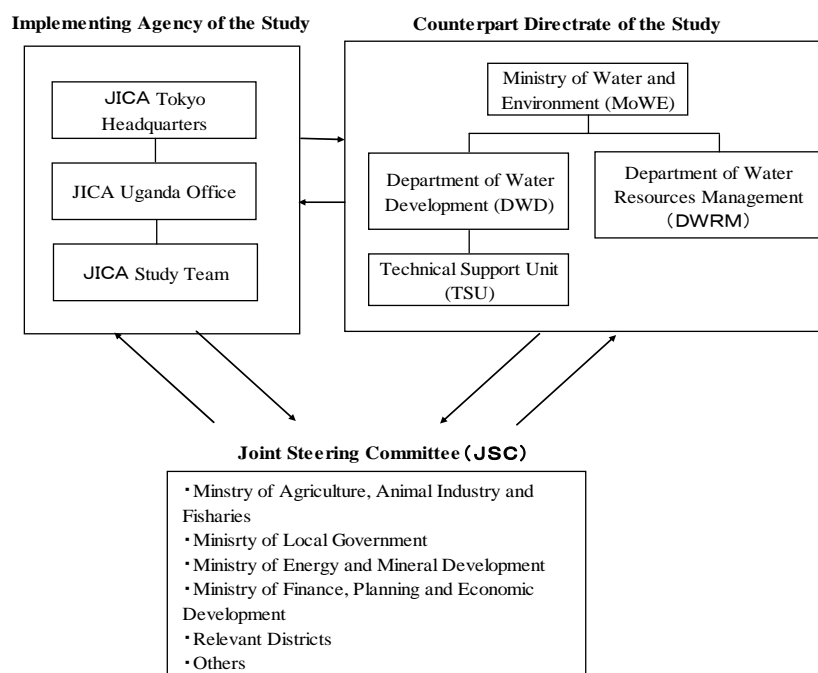 Implementing Agency of the Study
Counterpart Directrate of the Study
JICA Tokyo
Headquarters
JICA Uganda Office
JICA Study Team
Ministry of Water and
Environment (MoWE)
Department of Water
Development (DWD)
Department of Water
Resources Management
(DWRM)
Technical Support Unit
(TSU)
Joint Steering Committee(JSC)
・Minstry of Agriculture, Animal Industry and
Fisharies
・Minisrty of Local Government
・Ministry of Energy and Mineral Development
・Ministry of Finance, Planning and Economic
Development
・Relevant Districts
・Others